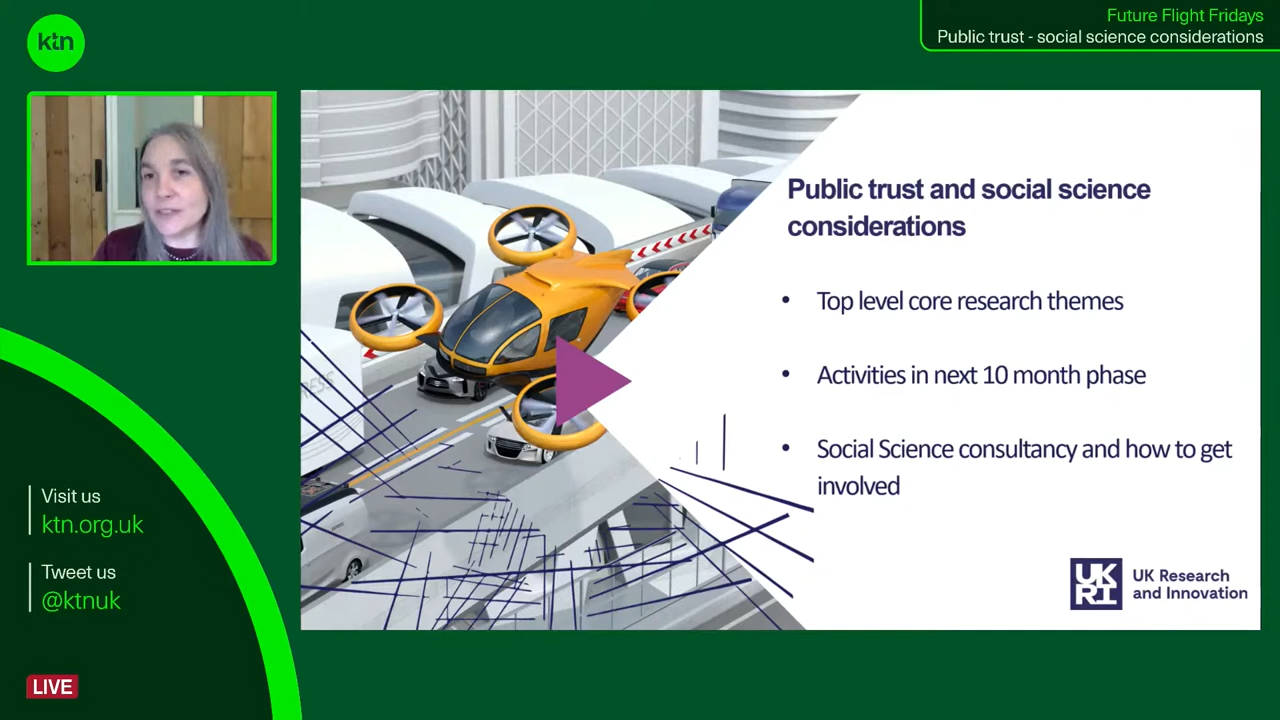 ktn
Future Flight Fridays
Public trust - social science considerations
Public trust and social science
considerations
• Top level core research themes
• Activities in next 10 month phase
• Social Science consultancy and how to get
involved
Visit us
ktn.org.uk
Tweet us
@ktnuk
LIVE
UK
RI
UK Research
and Innovation